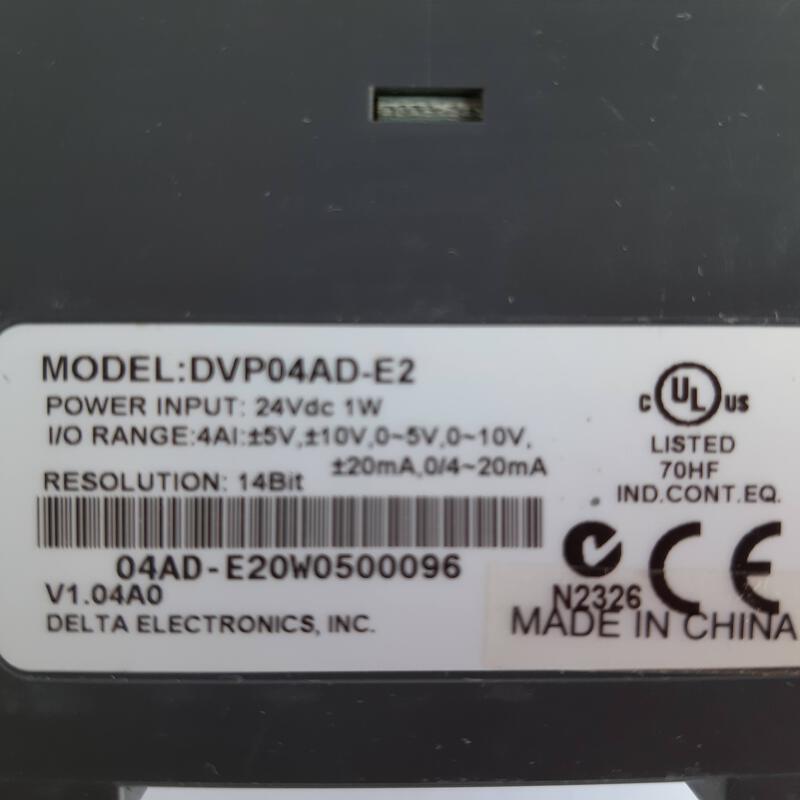 MODEL:DVP04AD-E2
POWER INPUT: 24Vdc 1W
I/O RANGE:4AI:±5V,±10V,0~5V,0~10V,
±20mA,0/4~20mA
RESOLUTION: 14Bit
04AD-E20W0500096
V1.04A0
DELTA ELECTRONICS, INC.
C UL US
LISTED
70HF
IND.CONT.EQ.
CE
N2326
MADE IN CHINA